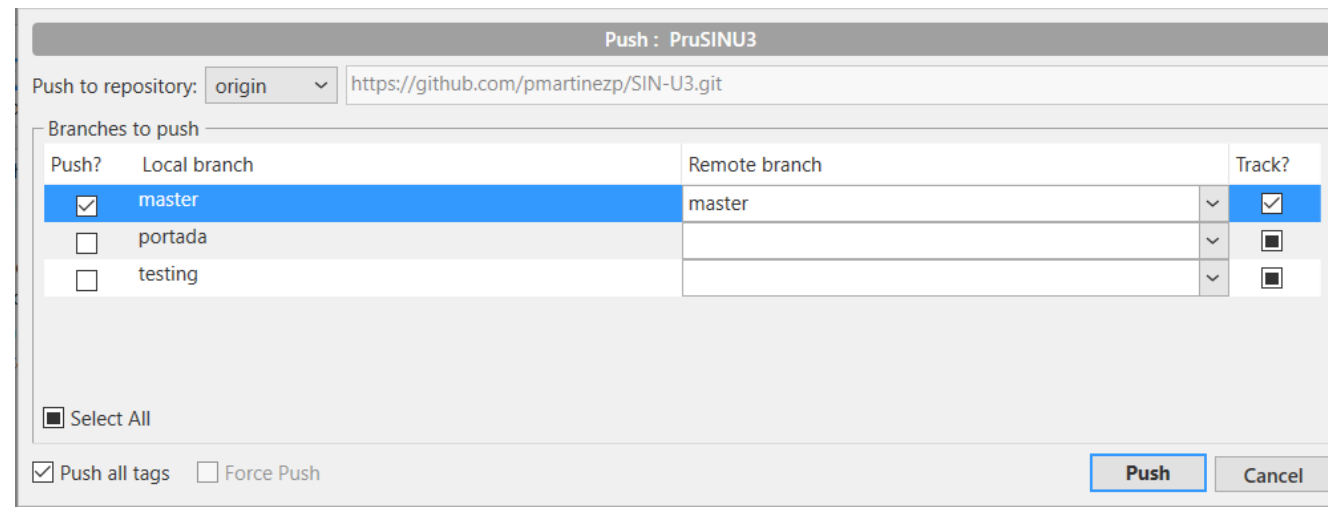 Push : PruSINU3
Push to repository: origin https://github.com/pmartinezp/SIN-U3.git
Branches to push
Push? Local branch Remote branch Track?
master master
portada
testing
Select All
Push all tags Force Push Push Cancel